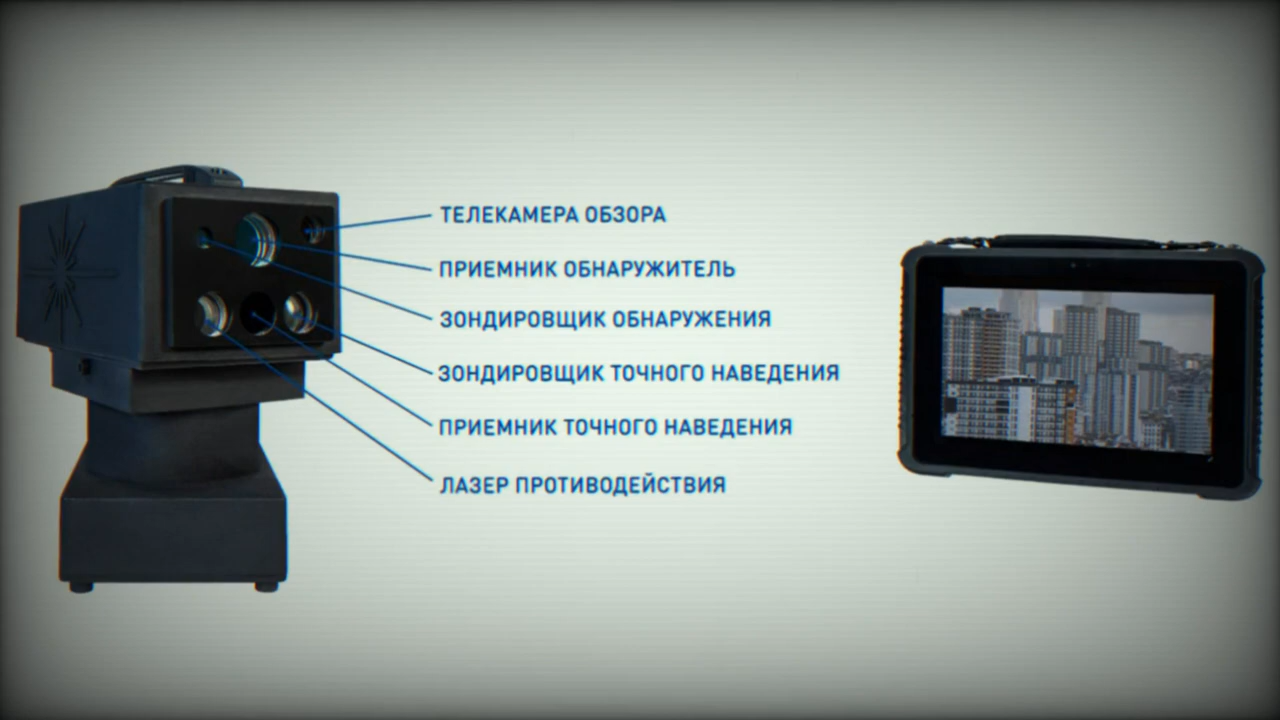 ТЕЛЕКАМЕРА ОБЗОРА
ПРИЕМНИК ОБНАРУЖИТЕЛЬ
ЗОНДИРОВЩИК ОБНАРУЖЕНИЯ
ЗОНДИРОВЩИК ТОЧНОГО НАВЕДЕНИЯ
ПРИЕМНИК ТОЧНОГО НАВЕДЕНИЯ
ЛАЗЕР ПРОТИВОДЕЙСТВИЯ